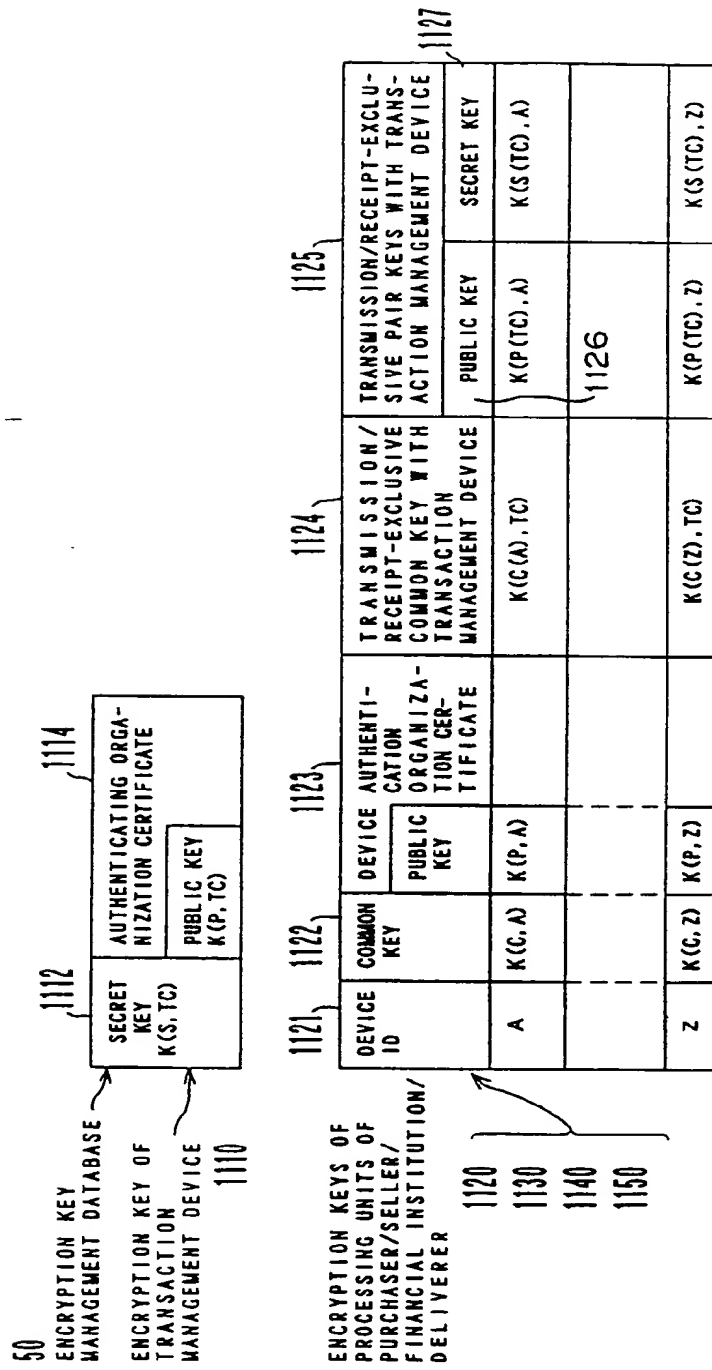 50
ENCRYPTION KEY
MANAGEMENT DATABASE
ENCRYPTION KEY OF
TRANSACTION
MANAGEMENT DEVICE
1110
1112
1114
SECRET
KEY
K(S,TC)
AUTHENTICATING ORGA-
NIZATION CERTIFICATE
PUBLIC KEY
K(P,TC)
ENCRYPTION KEYS OF
PROCESSING UNITS OF
PURCHASER/SELLER/
FINANCIAL INSTITUTION/
DELIVERER
1120
1130
1140
1150
1121
1122
1123
1124
1125
DEVICE
ID
COMMON
KEY
DEVICE AUTHENTI-
CATION
ORGANIZA-
TION CER-
TIFICATE
PUBLIC
KEY
TRANSMISSION/
RECEIPT-EXCLUSIVE
COMMON KEY WITH
TRANSACTION
MANAGEMENT DEVICE
TRANSMISSION/RECEIPT-EXCLU-
SIVE PAIR KEYS WITH TRANS-
ACTION MANAGEMENT DEVICE
PUBLIC KEY
SECRET KEY
1127
1126
A
K(C,A)
K(P,A)
K(C(A),TC)
K(P(TC),A)
K(S(TC),A)
Z
K(C,Z)
K(P,Z)
K(C(Z),TC)
K(P(TC),Z)
K(S(TC),Z)